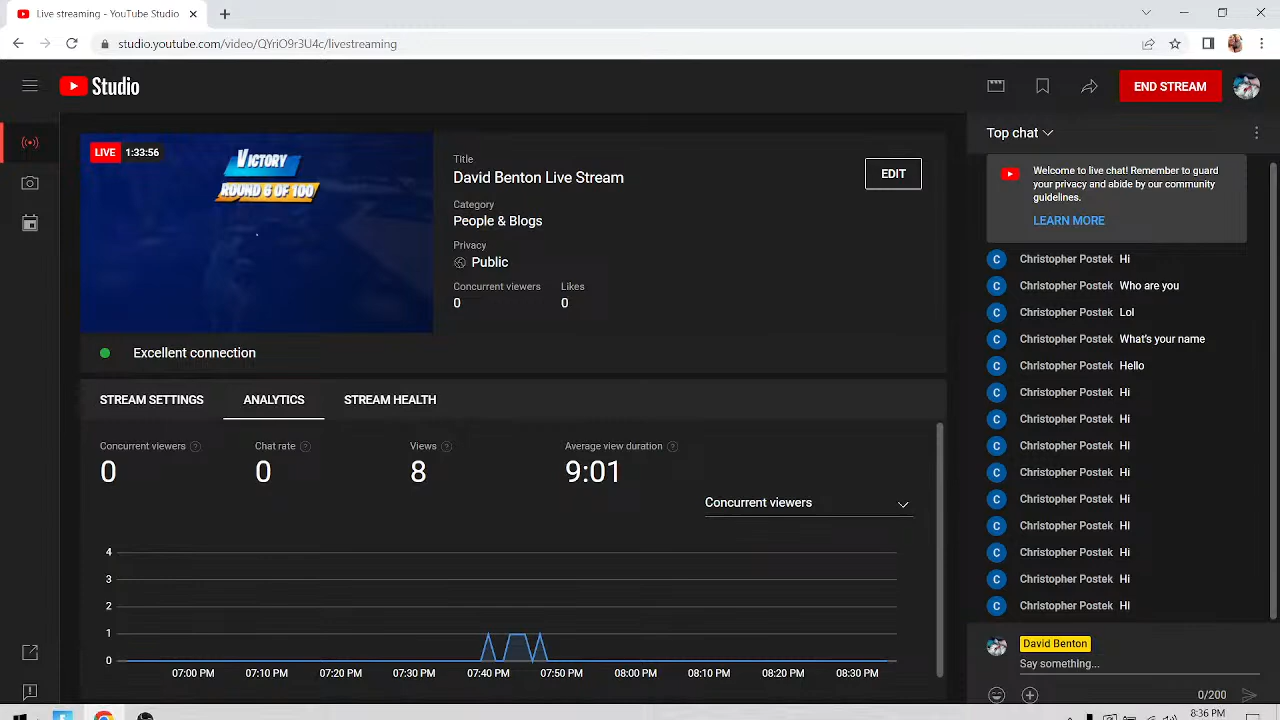 Live streaming - YouTube Studio
studio.youtube.com/video/QYriO9r3U4c/livestreaming
Studio
END STREAM
LIVE 1:33:56
VICTORY
ROUND 6 OF 100
Title
David Benton Live Stream
EDIT
Category
People & Blogs
Privacy
Public
Concurrent viewers Likes
0 0
Excellent connection
STREAM SETTINGS ANALYTICS STREAM HEALTH
Concurrent viewers Chat rate Views Average view duration
0 0 8 9:01
Concurrent viewers
4
3
2
1
0
07:00 PM 07:10 PM 07:20 PM 07:30 PM 07:40 PM 07:50 PM 08:00 PM 08:10 PM 08:20 PM 08:30 PM
Top chat
Welcome to live chat! Remember to guard
your privacy and abide by our community
guidelines.
LEARN MORE
C Christopher Postek Hi
C Christopher Postek Who are you
C Christopher Postek Lol
C Christopher Postek What's your name
C Christopher Postek Hello
C Christopher Postek Hi
C Christopher Postek Hi
C Christopher Postek Hi
C Christopher Postek Hi
C Christopher Postek Hi
C Christopher Postek Hi
C Christopher Postek Hi
C Christopher Postek Hi
C Christopher Postek Hi
David Benton
Say something...
0/200
8:36 PM